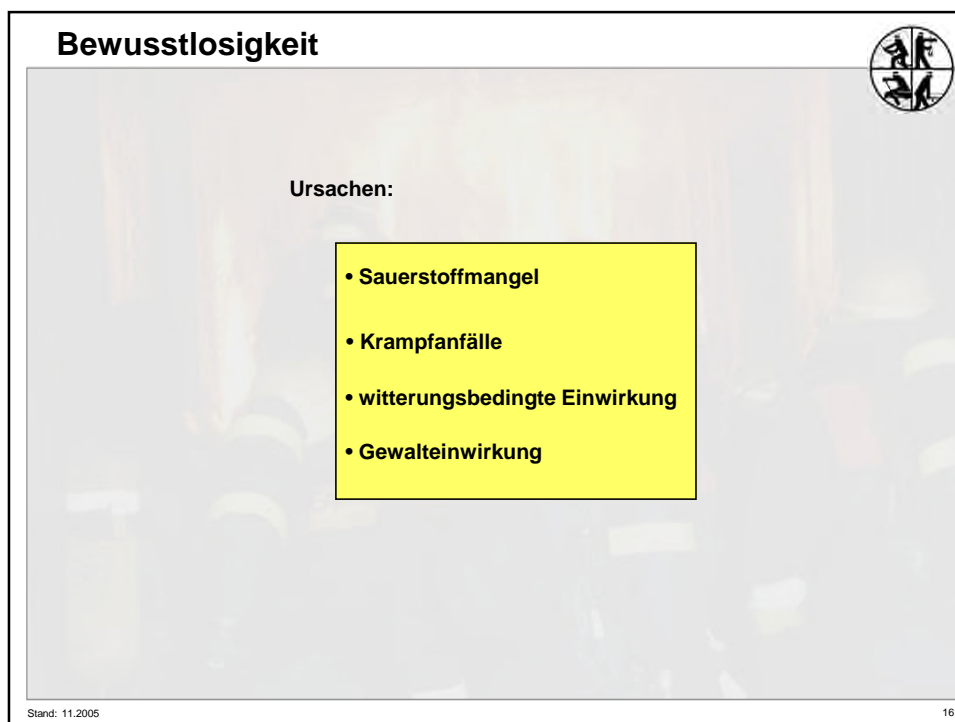 Bewusstlosigkeit
Ursachen:
• Sauerstoffmangel
• Krampfanfälle
• witterungsbedingte Einwirkung
• Gewalteinwirkung
Stand: 11.2005
16